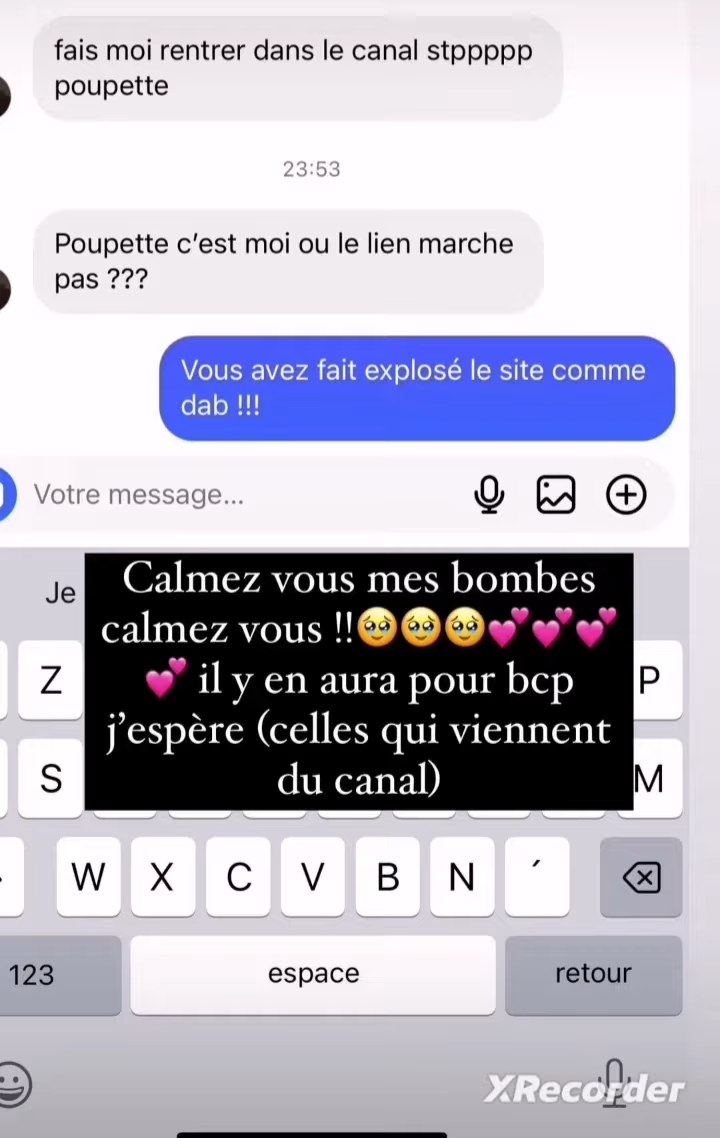 fais moi rentrer dans le canal stppppp
poupette
23:53
Poupette c’est moi ou le lien marche
pas ???
Vous avez fait explosé le site comme
dab !!!
Votre message...
Je
Calmez vous mes bombes
calmez vous !!🥹🥹🥹💕💕💕
💕 il y en aura pour bcp
j’espère (celles qui viennent
du canal)
Z P
S M
W X C V B N ´
123 espace retour
XRecorder